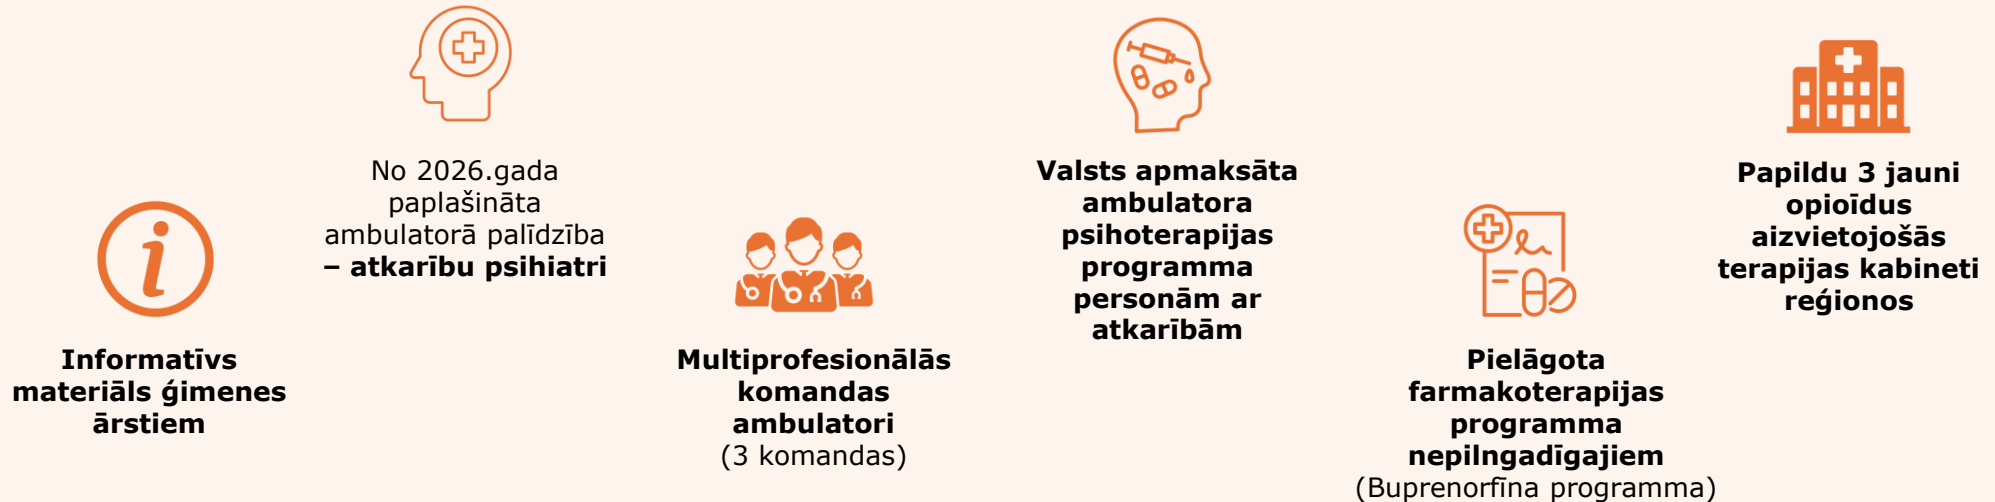 Informatīvs
materiāls ģimenes
ārstiem
No 2026.gada
paplašināta
ambulatorā palīdzība
– atkarību psihiatri
Multiprofesionālās
komandas
ambulatori
(3 komandas)
Valsts apmaksāta
ambulatora
psihoterapijas
programma
personām ar
atkarībām
Pielāgota
farmakoterapijas
programma
nepilngadīgajiem
(Buprenorfīna programma)
Papildu 3 jauni
opioīdus
aizvietojošās
terapijas kabineti
reģionos